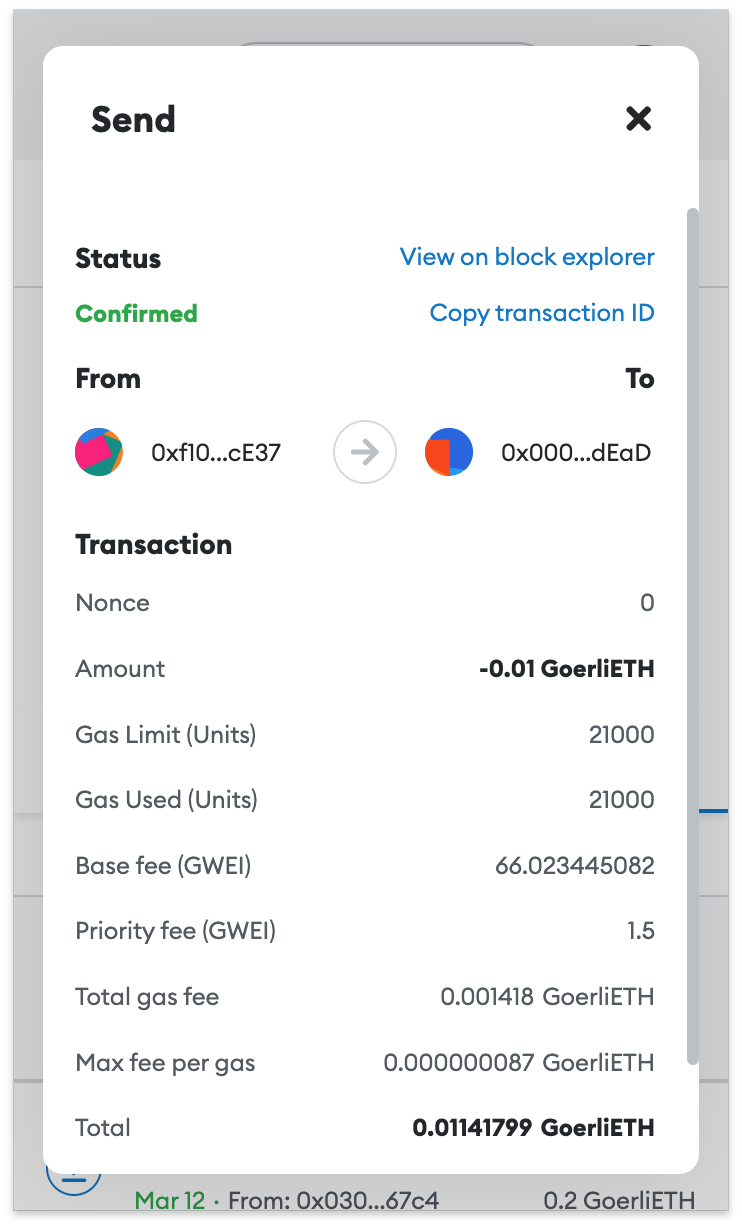 Send
Status View on block explorer
Confirmed Copy transaction ID
From To
0xf10...cE37 0x000...dEaD
Transaction
Nonce 0
Amount -0.01 GoerliETH
Gas Limit (Units) 21000
Gas Used (Units) 21000
Base fee (GWEI) 66.023445082
Priority fee (GWEI) 1.5
Total gas fee 0.001418 GoerliETH
Max fee per gas 0.000000087 GoerliETH
Total 0.01141799 GoerliETH
Mar 12 · From: 0x030...67c4 0.2 GoerliETH